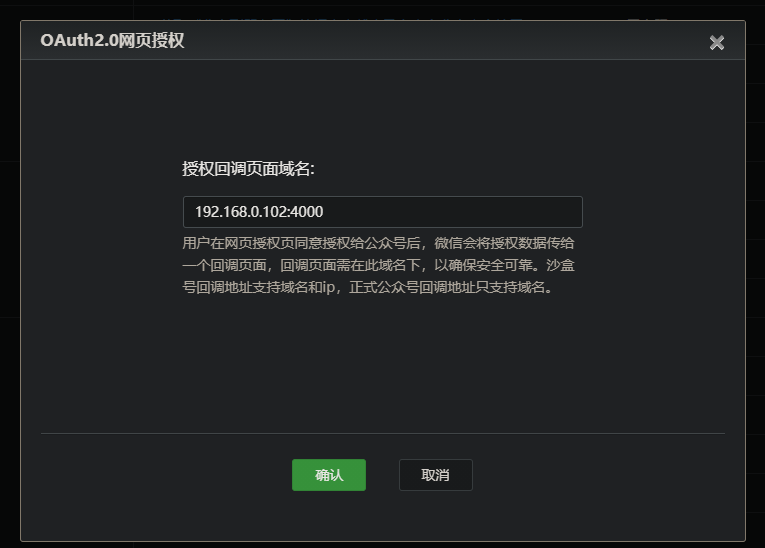 OAuth2.0网页授权
授权回调页面域名:
192.168.0.102:4000
用户在网页授权页同意授权给公众号后，微信会将授权数据传给
一个回调页面，回调页面需在此域名下，以确保安全可靠。沙盒
号回调地址支持域名和ip，正式公众号回调地址只支持域名。
确认 取消